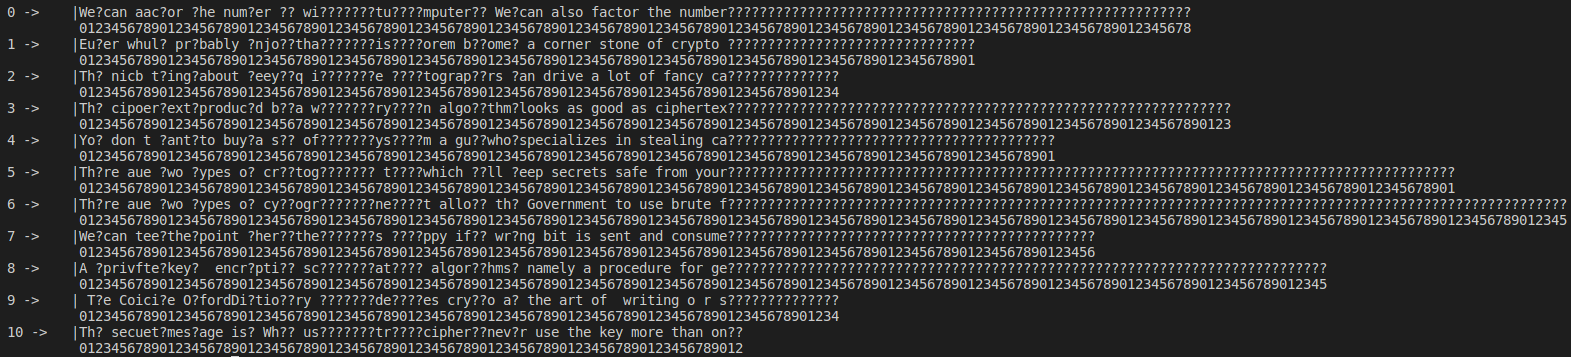 0 -> |We?can aac?or ?he num?er ?? wi???????tu????mputer?? We?can also factor the number??????????????????????????????????????????????????????????
0123456789012345678901234567890123456789012345678901234567890123456789012345678901234567890123456789012345678901234567890123456789012345678
1 -> |Eu?er whul? pr?bably ?njo??tha???????is????orem b??ome? a corner stone of crypto ???????????????????????????????
0123456789012345678901234567890123456789012345678901234567890123456789012345678901234567890123456789012345678901
2 -> |Th? nicb t?ing?about ?eey??q i???????e ????tograp??rs ?an drive a lot of fancy ca??????????????
01234567890123456789012345678901234567890123456789012345678901234567890123456789012345678901234
3 -> |Th? cipoer?ext?produc?d b??a w???????ry????n algo??thm?looks as good as ciphertex???????????????????????????????????????????????????????????????
012345678901234567890123456789012345678901234567890123456789012345678901234567890123456789012345678901234567890123456789012345678901234567890123
4 -> |Yo? don t ?ant?to buy?a s?? of???????ys????m a gu??who?specializes in stealing ca?????????????????????????????????????????
01234567890123456789012345678901234567890123456789012345678901234567890123456789012345678901234567890123456789012345678901
5 -> |Th?re aue ?wo ?ypes o? cr??tog??????? t????which ??ll ?eep secrets safe from your???????????????????????????????????????????????????????????????????????????????????????????
0123456789012345678901234567890123456789012345678901234567890123456789012345678901234567890123456789012345678901234567890123456789012345678901234567890123456789012345678901
6 -> |Th?re aue ?wo ?ypes o? cy??ogr???????ne????t allo?? th? Government to use brute f?????????????????????????????????????????????????????????????????????????????????????????????????????????
012345678901234567890123456789012345678901234567890123456789012345678901234567890123456789012345678901234567890123456789012345678901234567890123456789012345678901234567890123456789012345
7 -> |We?can tee?the?point ?her??the???????s ????ppy if?? wr?ng bit is sent and consume??????????????????????????????????????????????
0123456789012345678901234567890123456789012345678901234567890123456789012345678901234567890123456789012345678901234567890123456
8 -> |A ?privfte?key?  encr?pti?? sc???????at???? algor??hms? namely a procedure for ge???????????????????????????????????????????????????????????????????????????
012345678901234567890123456789012345678901234567890123456789012345678901234567890123456789012345678901234567890123456789012345678901234567890123456789012345
9 -> | T?e Coici?e O?fordDi?tio??ry ???????de????es cry??o a? the art of  writing o r s??????????????
01234567890123456789012345678901234567890123456789012345678901234567890123456789012345678901234
10 -> |Th? secuet?mes?age is? Wh?? us???????tr????cipher??nev?r use the key more than on??
01234567890123456789012345678901234567890123456789012345678901234567890123456789012